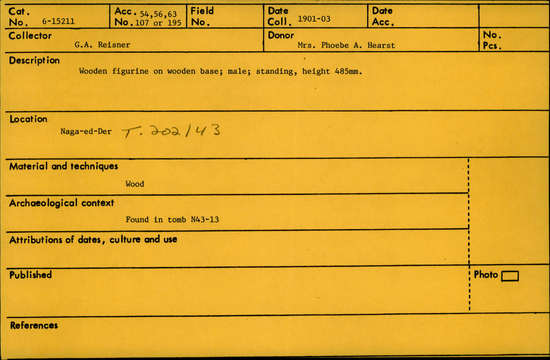 Cat. No. 6-15211 Acc. No. 54,56,63 107 or 195 Field No. Date Coll. 1901-03 Date Acc.
Collector G.A. Reisner Donor Mrs. Phoebe A. Hearst No. Pcs.
Description
Wooden figurine on wooden base; male; standing, height 485mm.
Location
Naga-ed-Der T. 202/43
Material and techniques
Wood
Archaeological context
Found in tomb N43-13
Attributions of dates, culture and use
Published Photo
References